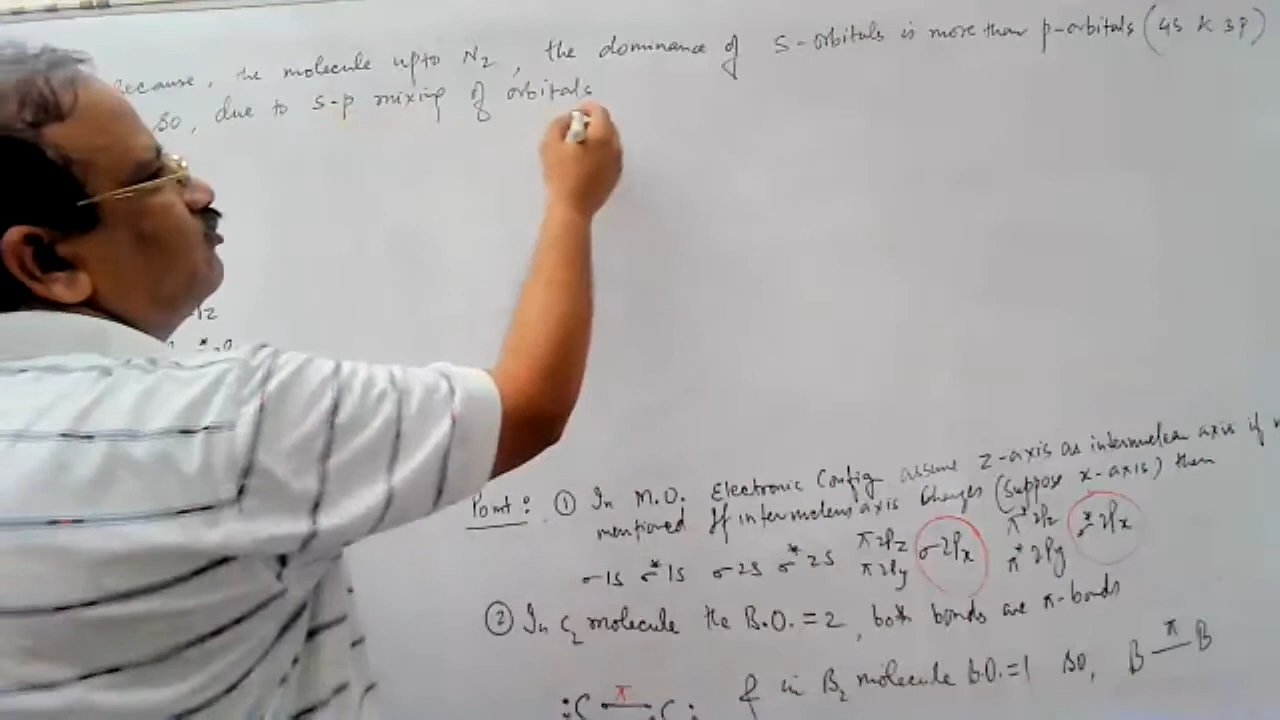 Because, the molecule upto N2, the dominance of s-orbitals is more than p-orbitals (4s & 3p)
so, due to s-p mixing of orbitals
Point: ① In M.O. Electronic Config assume z-axis as internuclear axis if
mentioned If internuclear axis changes (suppose x-axis) then
π2Pz π*2Pz
σ1s σ*1s σ2s σ*2s π2Py σ2Px π*2Py σ*2Px
② In C2 molecule the B.O. = 2, both bonds are π-bonds
:C π C: & in B2 molecule B.O.=1 so, B π B